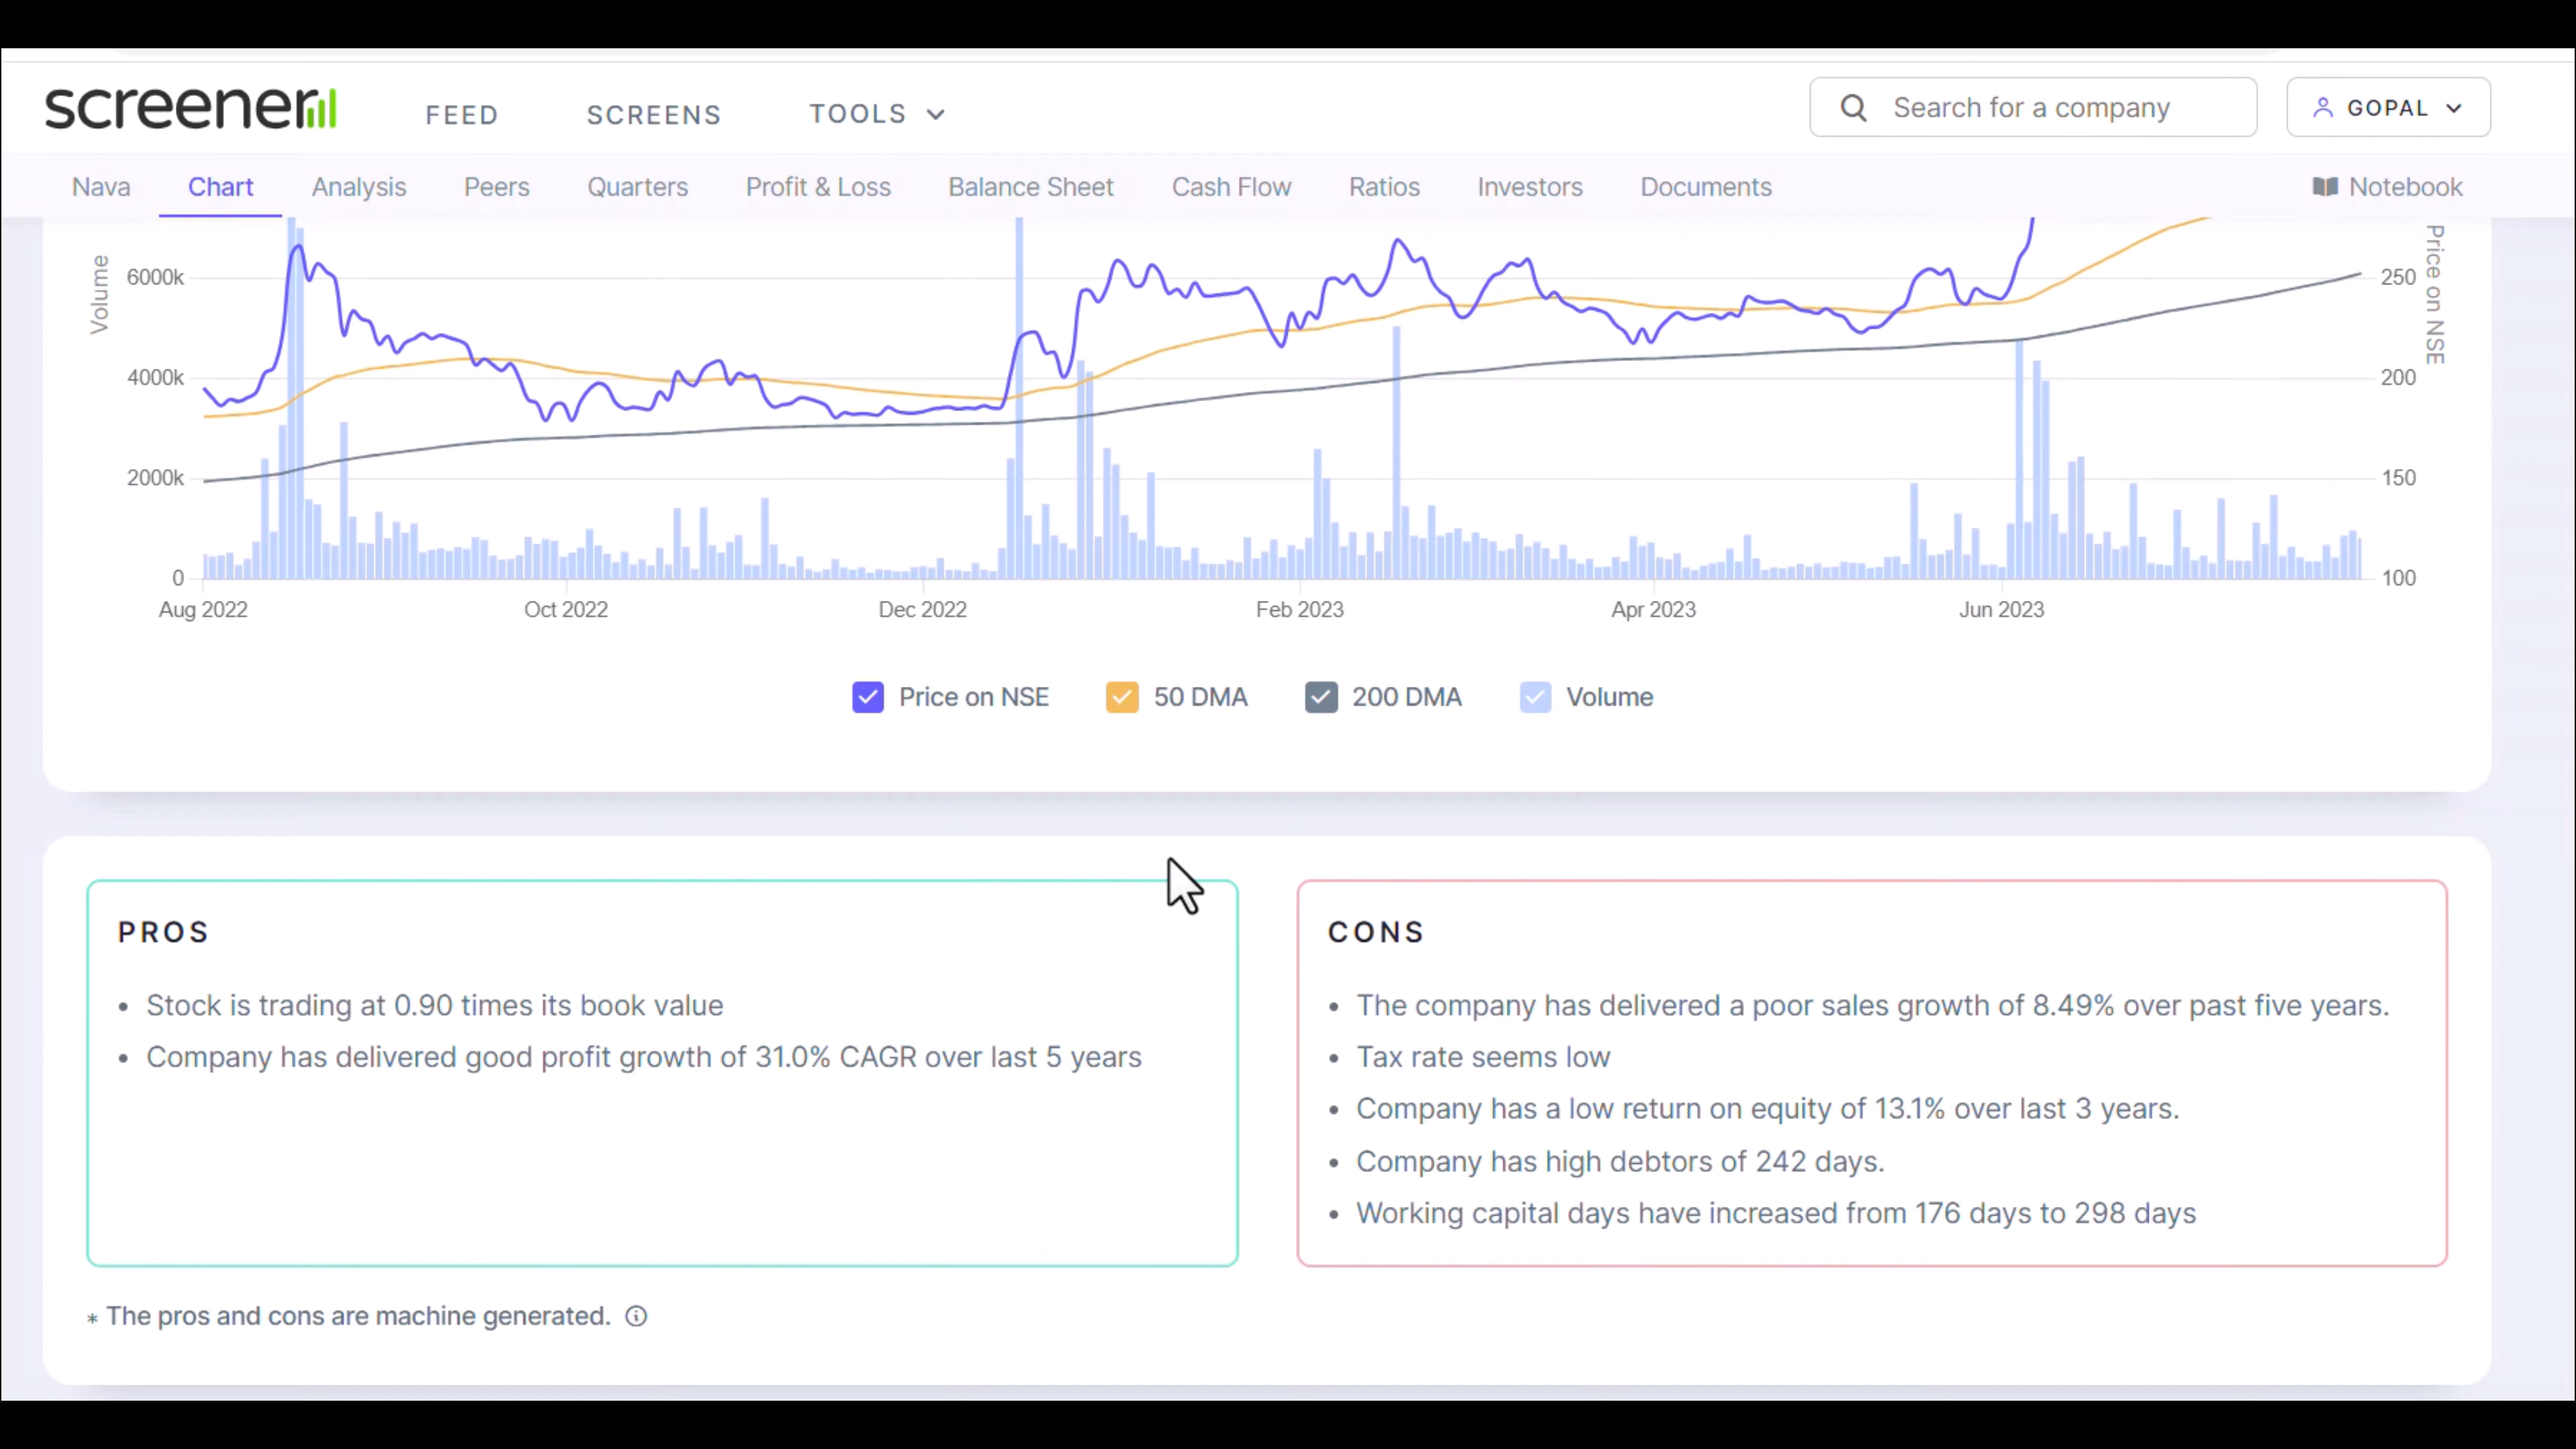 screener
FEED SCREENS TOOLS
Search for a company
GOPAL
Nava Chart Analysis Peers Quarters Profit & Loss Balance Sheet Cash Flow Ratios Investors Documents Notebook
Volume
6000k
4000k
2000k
0
Price on NSE
250
200
150
100
Aug 2022 Oct 2022 Dec 2022 Feb 2023 Apr 2023 Jun 2023
Price on NSE 50 DMA 200 DMA Volume
PROS
• Stock is trading at 0.90 times its book value
• Company has delivered good profit growth of 31.0% CAGR over last 5 years
CONS
• The company has delivered a poor sales growth of 8.49% over past five years.
• Tax rate seems low
• Company has a low return on equity of 13.1% over last 3 years.
• Company has high debtors of 242 days.
• Working capital days have increased from 176 days to 298 days
* The pros and cons are machine generated.